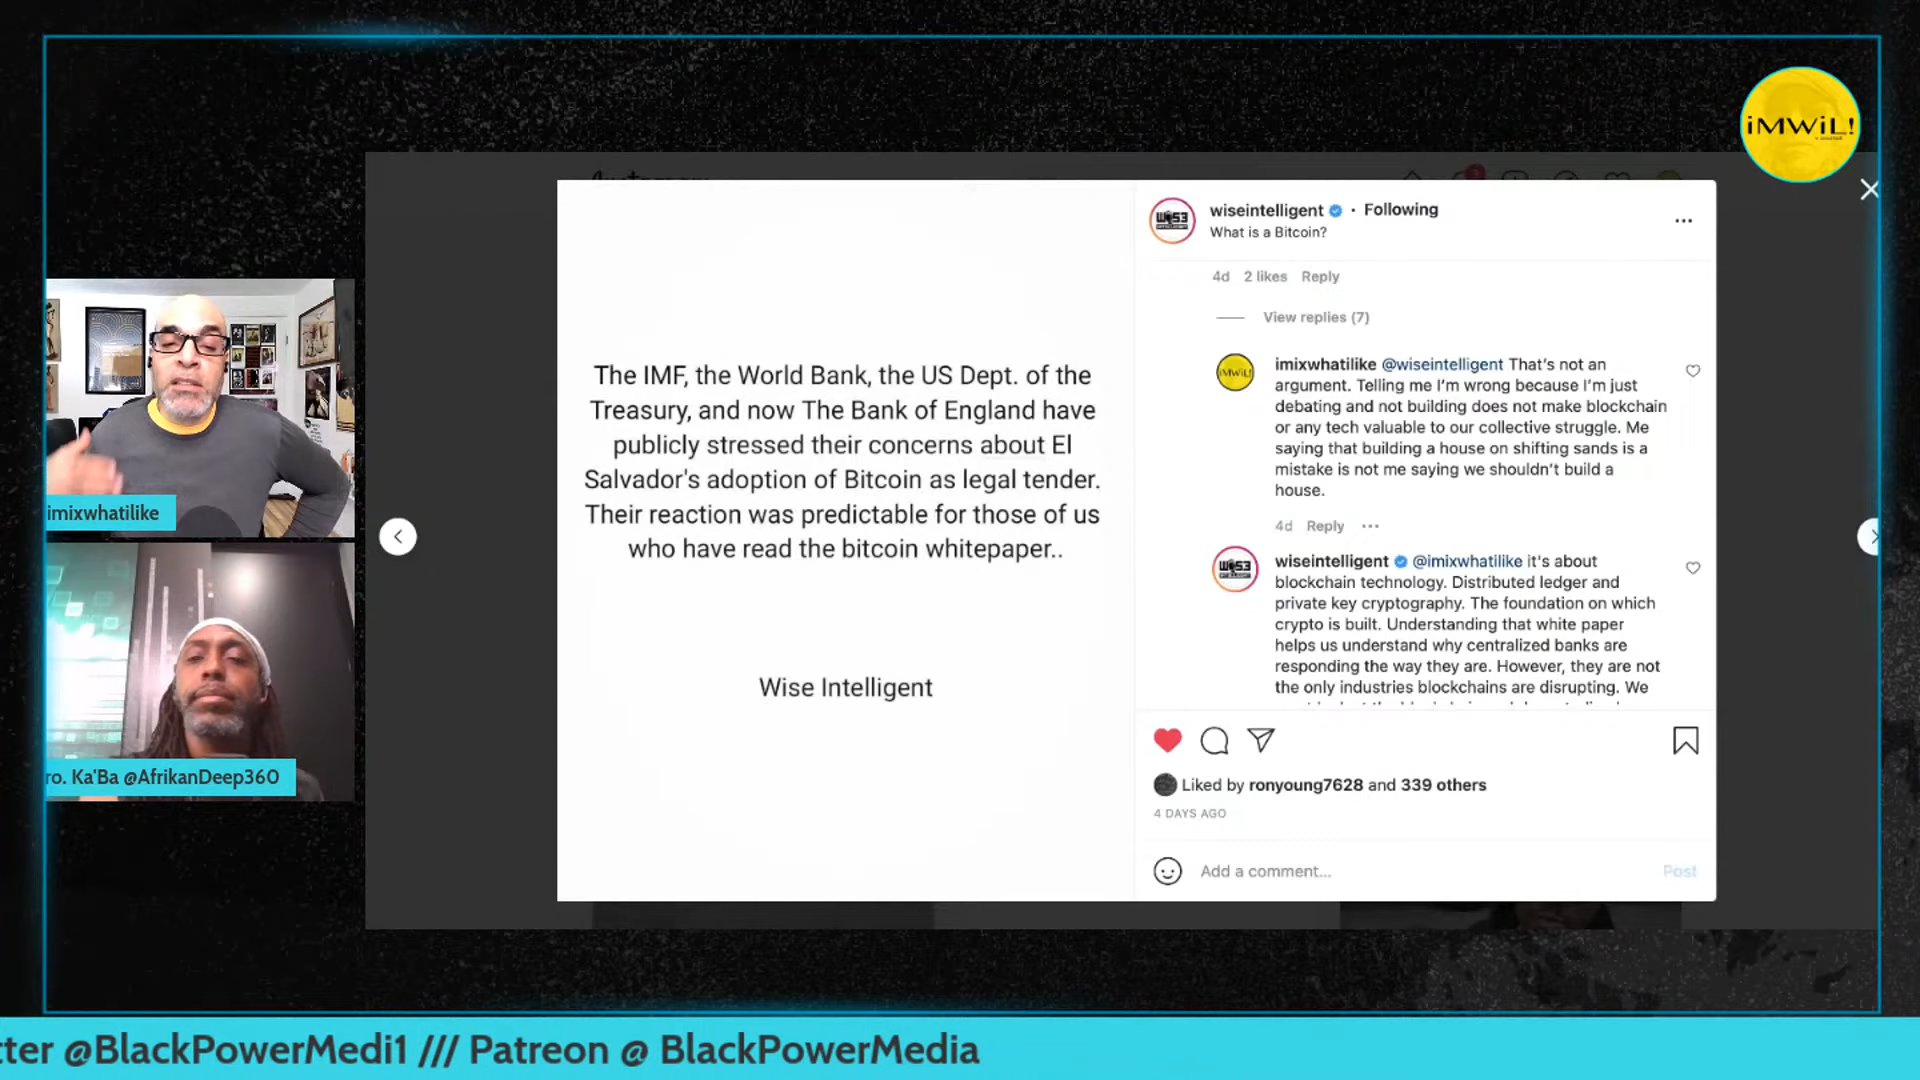 iMWiL!
wiseintelligent · Following
What is a Bitcoin?
4d 2 likes Reply
View replies (7)
The IMF, the World Bank, the US Dept. of the
Treasury, and now The Bank of England have
publicly stressed their concerns about El
Salvador's adoption of Bitcoin as legal tender.
Their reaction was predictable for those of us
who have read the bitcoin whitepaper..
Wise Intelligent
imixwhatilike @wiseintelligent That's not an
argument. Telling me I'm wrong because I'm just
debating and not building does not make blockchain
or any tech valuable to our collective struggle. Me
saying that building a house on shifting sands is a
mistake is not me saying we shouldn't build a
house.
4d Reply ...
wiseintelligent @imixwhatilike it's about
blockchain technology. Distributed ledger and
private key cryptography. The foundation on which
crypto is built. Understanding that white paper
helps us understand why centralized banks are
responding the way they are. However, they are not
the only industries blockchains are disrupting. We
Liked by ronyoung7628 and 339 others
4 DAYS AGO
Add a comment...
Post
imixwhatilike
ro. Ka'Ba @AfrikanDeep360
tter @BlackPowerMedi1 /// Patreon @ BlackPowerMedia